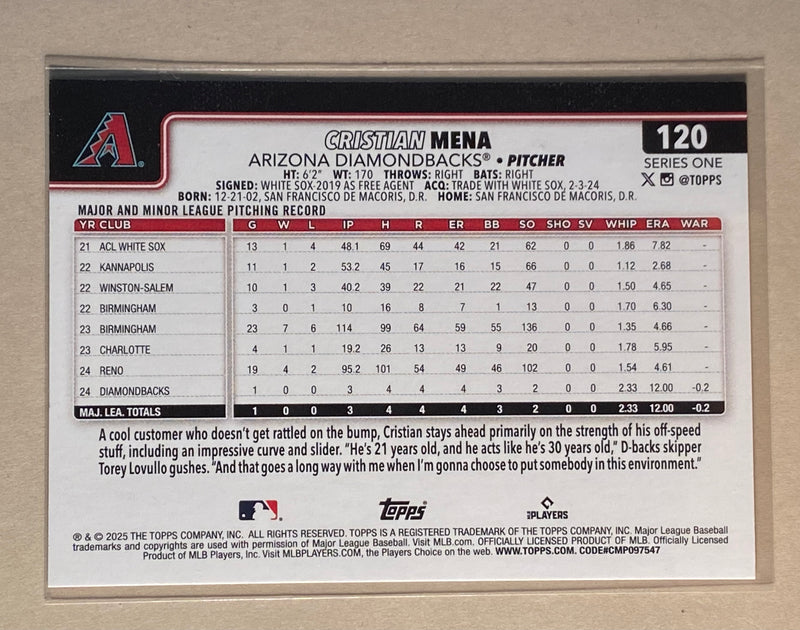 CRISTIAN MENA
120
ARIZONA DIAMONDBACKS® • PITCHER
SERIES ONE
HT: 6'2" WT: 170 THROWS: RIGHT BATS: RIGHT
@TOPPS
SIGNED: WHITE SOX-2019 AS FREE AGENT ACQ: TRADE WITH WHITE SOX, 2-3-24
BORN: 12-21-02, SAN FRANCISCO DE MACORIS, D.R. HOME: SAN FRANCISCO DE MACORIS, D.R.
MAJOR AND MINOR LEAGUE PITCHING RECORD
YR CLUB G W L IP H R ER BB SO SHO SV WHIP ERA WAR
21 ACL WHITE SOX 13 1 4 48.1 69 44 42 21 62 0 0 1.86 7.82 -
22 KANNAPOLIS 11 1 2 53.2 45 17 16 15 66 0 0 1.12 2.68 -
22 WINSTON-SALEM 10 1 3 40.2 39 22 21 22 47 0 0 1.50 4.65 -
22 BIRMINGHAM 3 0 1 10 16 8 7 1 13 0 0 1.70 6.30 -
23 BIRMINGHAM 23 7 6 114 99 64 59 55 136 0 0 1.35 4.66 -
23 CHARLOTTE 4 1 1 19.2 26 13 13 9 20 0 0 1.78 5.95 -
24 RENO 19 4 2 95.2 101 54 49 46 102 0 0 1.54 4.61 -
24 DIAMONDBACKS 1 0 0 3 4 4 4 3 2 0 0 2.33 12.00 -0.2
MAJ. LEA. TOTALS 1 0 0 3 4 4 4 3 2 0 0 2.33 12.00 -0.2
A cool customer who doesn't get rattled on the bump, Cristian stays ahead primarily on the strength of his off-speed
stuff, including an impressive curve and slider. "He's 21 years old, and he acts like he's 30 years old," D-backs skipper
Torey Lovullo gushes. "And that goes a long way with me when I'm gonna choose to put somebody in this environment."
Topps®
MLB PLAYERS
® & © 2025 THE TOPPS COMPANY, INC. ALL RIGHTS RESERVED. TOPPS IS A REGISTERED TRADEMARK OF THE TOPPS COMPANY, INC. Major League Baseball
trademarks and copyrights are used with permission of Major League Baseball. Visit MLB.com. OFFICIALLY LICENSED PRODUCT OF MLB. Officially Licensed
Product of MLB Players, Inc. Visit MLBPLAYERS.COM, the Players Choice on the web. WWW.TOPPS.COM. CODE#CMP097547